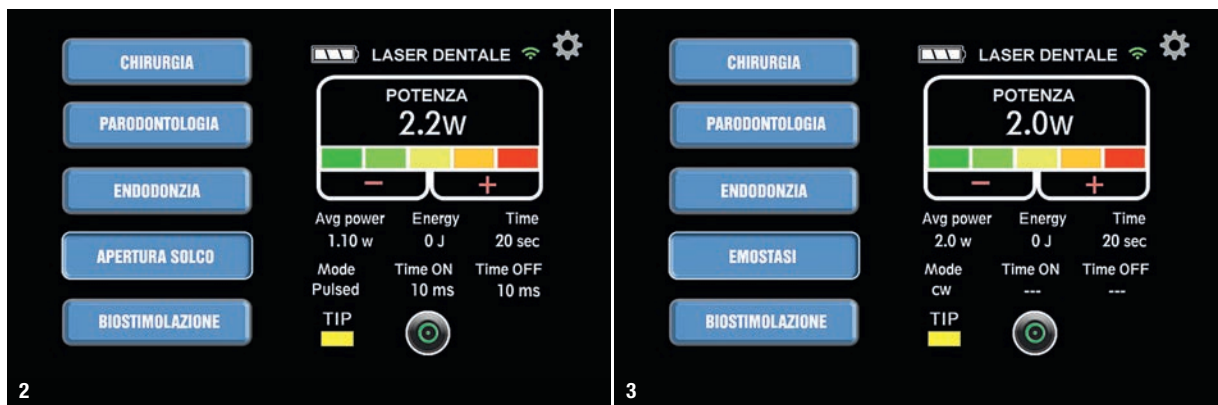 CHIRURGIA
PARODONTOLOGIA
ENDODONZIA
APERTURA SOLCO
BIOSTIMOLAZIONE
LASER DENTALE
POTENZA
2.2W
− +
Avg power Energy Time
1.10 w 0 J 20 sec
Mode Time ON Time OFF
Pulsed 10 ms 10 ms
TIP
2
CHIRURGIA
PARODONTOLOGIA
ENDODONZIA
EMOSTASI
BIOSTIMOLAZIONE
LASER DENTALE
POTENZA
2.0W
− +
Avg power Energy Time
2.0 w 0 J 20 sec
Mode Time ON Time OFF
CW --- ---
TIP
3